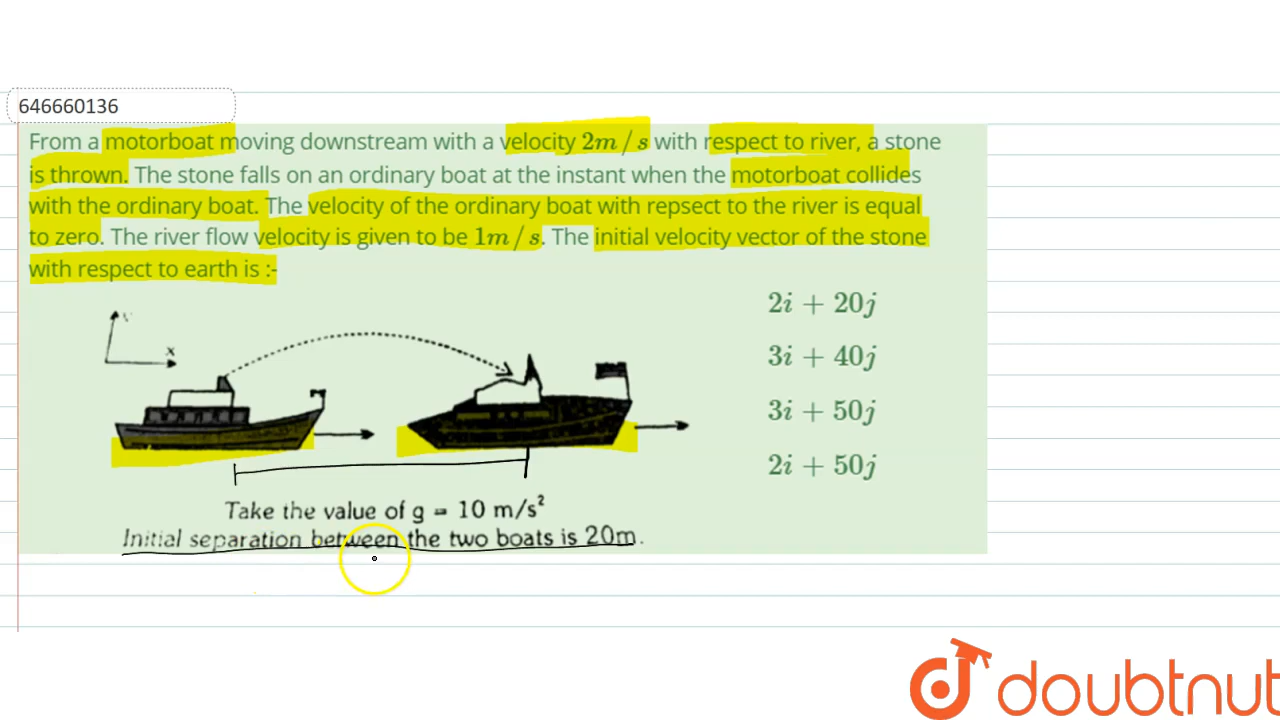 646660136
From a motorboat moving downstream with a velocity 2m/s with respect to river, a stone
is thrown. The stone falls on an ordinary boat at the instant when the motorboat collides
with the ordinary boat. The velocity of the ordinary boat with repsect to the river is equal
to zero. The river flow velocity is given to be 1m/s. The initial velocity vector of the stone
with respect to earth is :-
2i + 20j
3i + 40j
3i + 50j
2i + 50j
x
Take the value of g = 10 m/s²
Initial separation between the two boats is 20m.
doubtnut